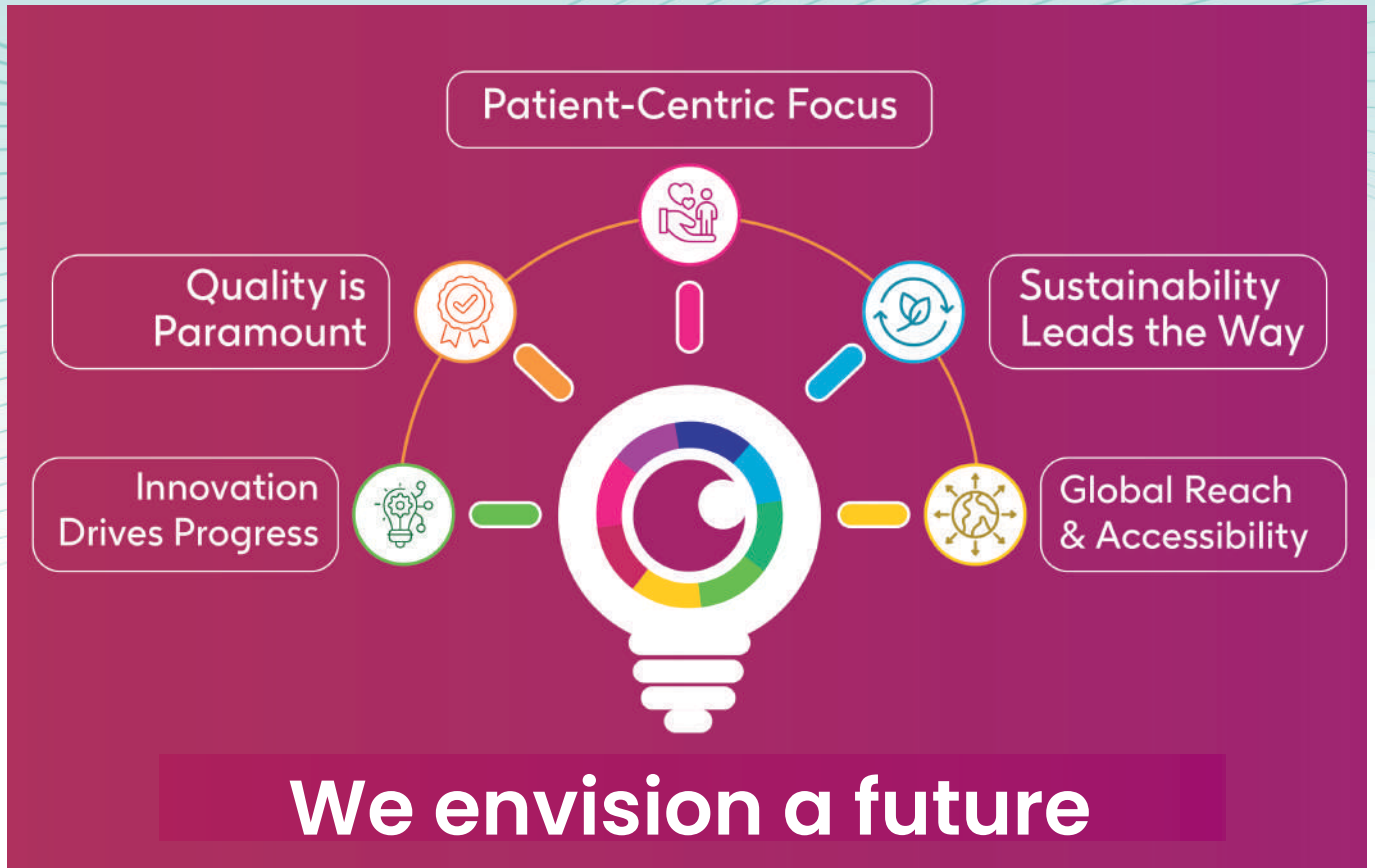 Patient-Centric Focus
Quality is
Paramount
Sustainability
Leads the Way
Innovation
Drives Progress
Global Reach
& Accessibility
We envision a future